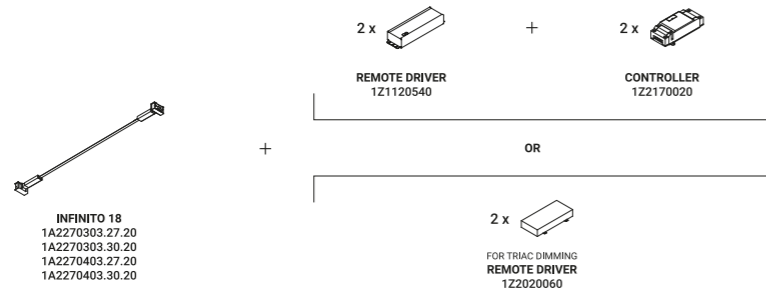 2 x
+
2 x
REMOTE DRIVER
1Z1120540
CONTROLLER
1Z2170020
+
OR
INFINITO 18
1A2270303.27.20
1A2270303.30.20
1A2270403.27.20
1A2270403.30.20
2 x
FOR TRIAC DIMMING
REMOTE DRIVER
1Z2020060